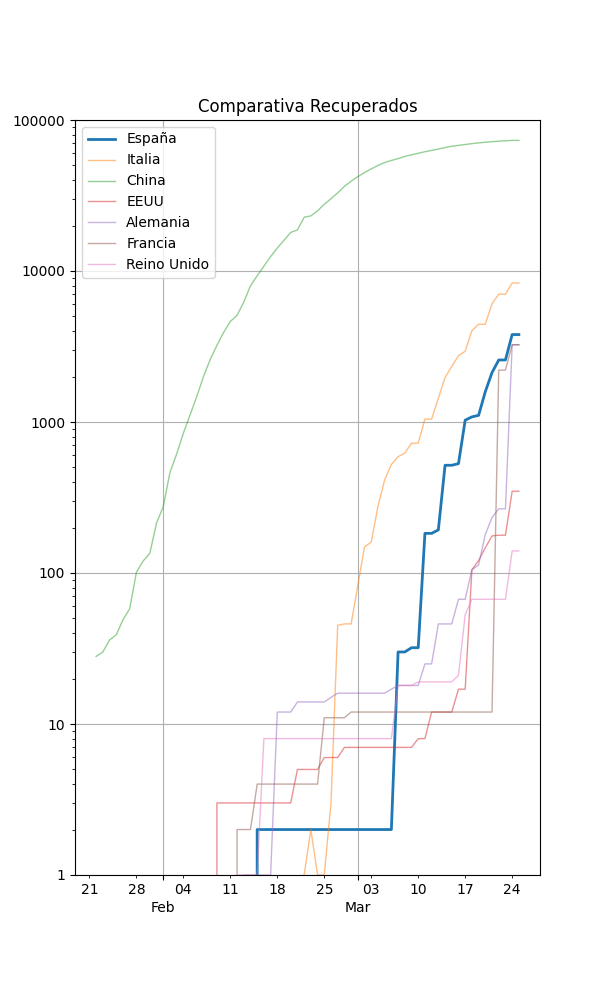 Comparativa Recuperados
100000
10000
1000
100
10
1
España
Italia
China
EEUU
Alemania
Francia
Reino Unido
21 28 04 11 18 25 03 10 17 24
Feb Mar